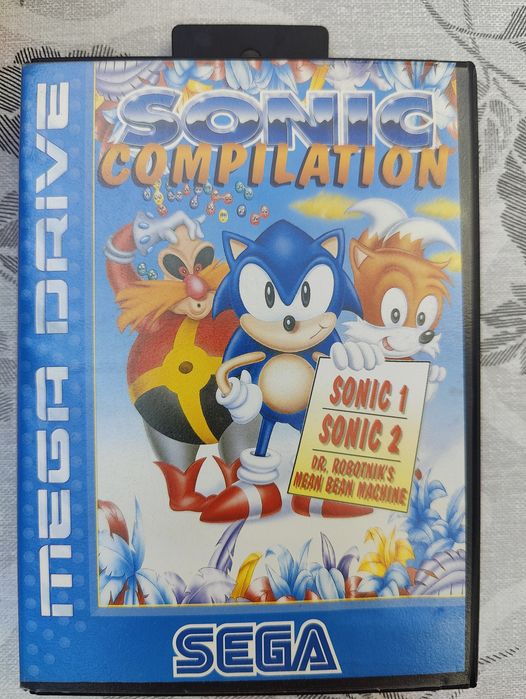 SONIC
COMPILATION
MEGA DRIVE
SONIC 1
SONIC 2
DR. ROBOTNIK'S
MEAN BEAN MACHINE
SEGA